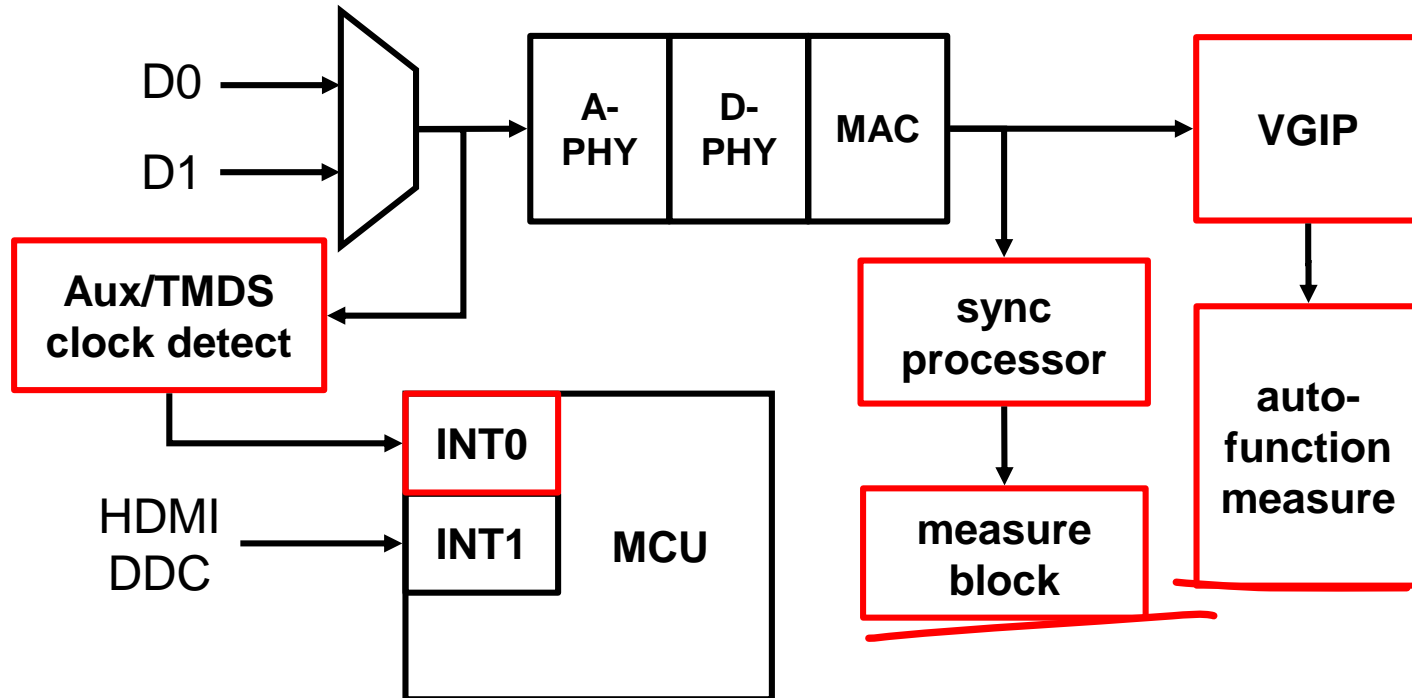 D0
D1
A-
PHY
D-
PHY
MAC
VGIP
Aux/TMDS
clock detect
sync
processor
auto-
function
measure
INT0
HDMI
DDC
INT1
MCU
measure
block